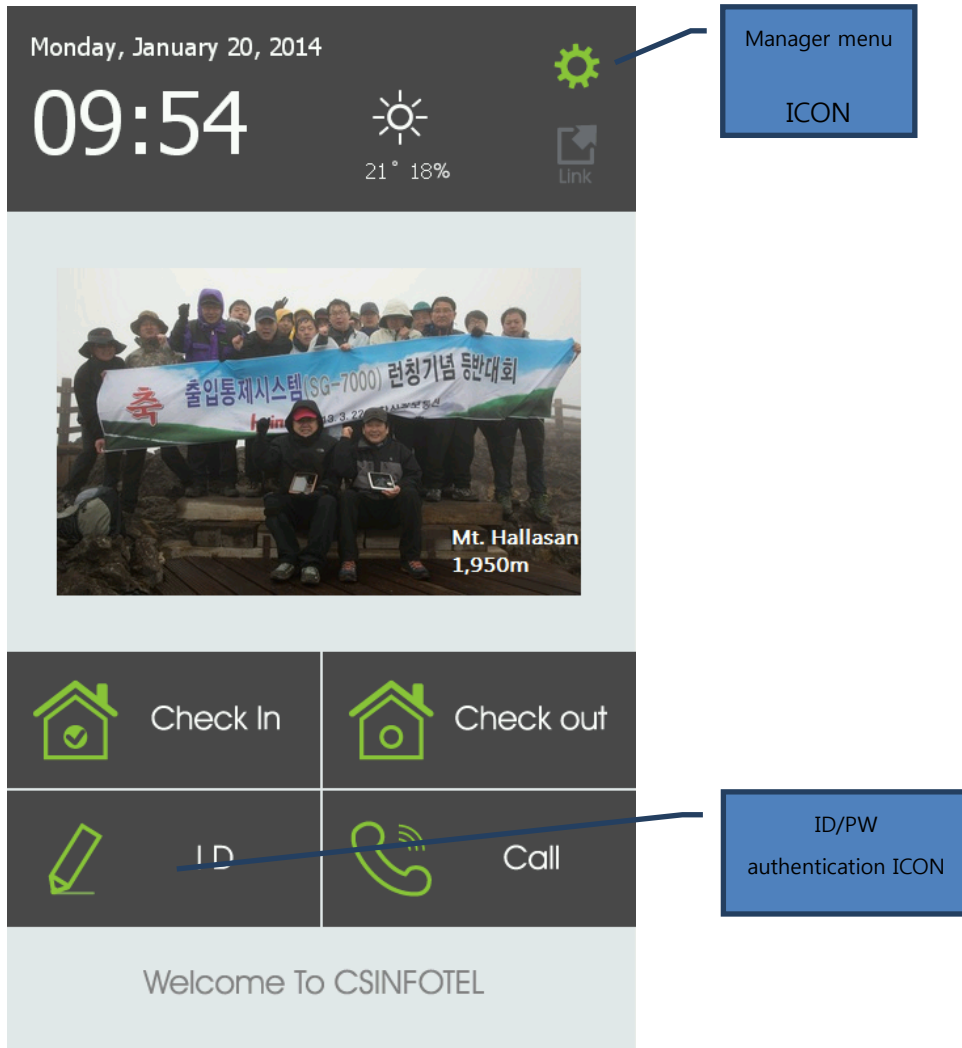 Monday, January 20, 2014
09:54
21° 18%
Link
Manager menu
ICON
축 출입통제시스템(SG-7000) 런칭기념 등반대회
Mt. Hallasan
1,950m
Check In
Check out
I.D
Call
ID/PW
authentication ICON
Welcome To CSINFOTEL